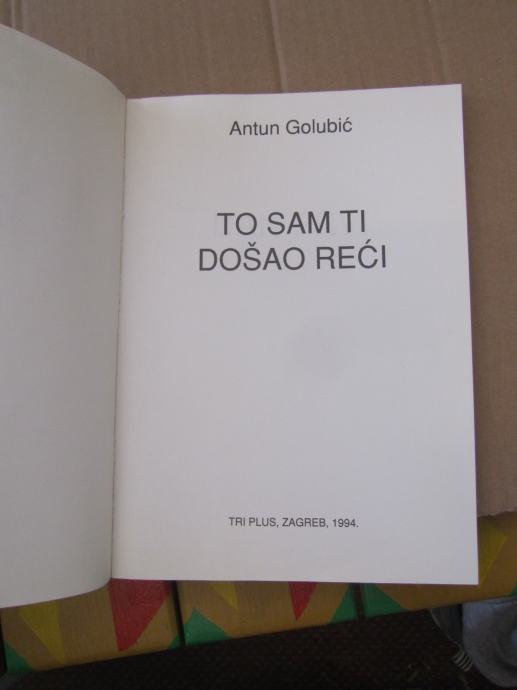 Antun Golubić
TO SAM TI
DOŠAO REĆI
TRI PLUS, ZAGREB, 1994.